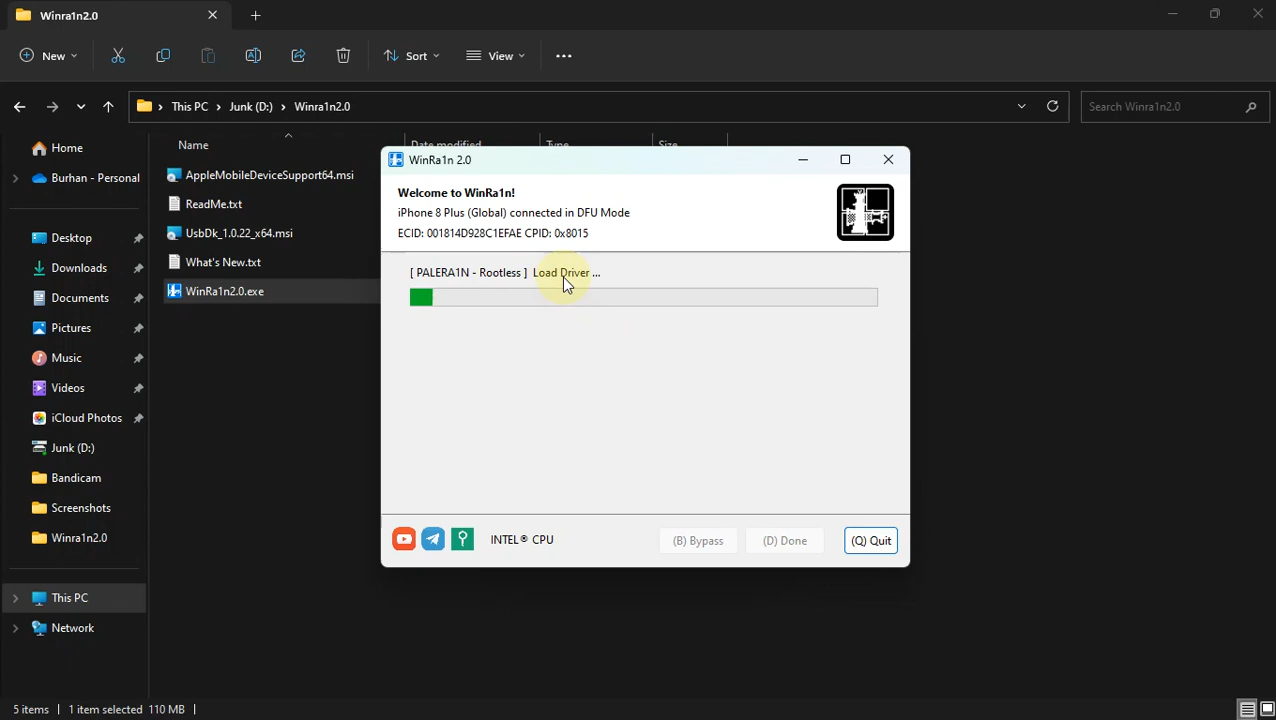 Winra1n2.0
New
Sort
View
This PC
Junk (D:)
Winra1n2.0
Search Winra1n2.0
Home
Burhan - Personal
Desktop
Downloads
Documents
Pictures
Music
Videos
iCloud Photos
Junk (D:)
Bandicam
Screenshots
Winra1n2.0
This PC
Network
Name
Date modified
Type
Size
AppleMobileDeviceSupport64.msi
ReadMe.txt
UsbDk_1.0.22_x64.msi
What's New.txt
WinRa1n2.0.exe
WinRa1n 2.0
Welcome to WinRa1n!
iPhone 8 Plus (Global) connected in DFU Mode
ECID: 001814D928C1EFAE CPID: 0x8015
[ PALERA1N - Rootless ] Load Driver ...
INTEL® CPU
(B) Bypass
(D) Done
(Q) Quit
5 items
1 item selected 110 MB